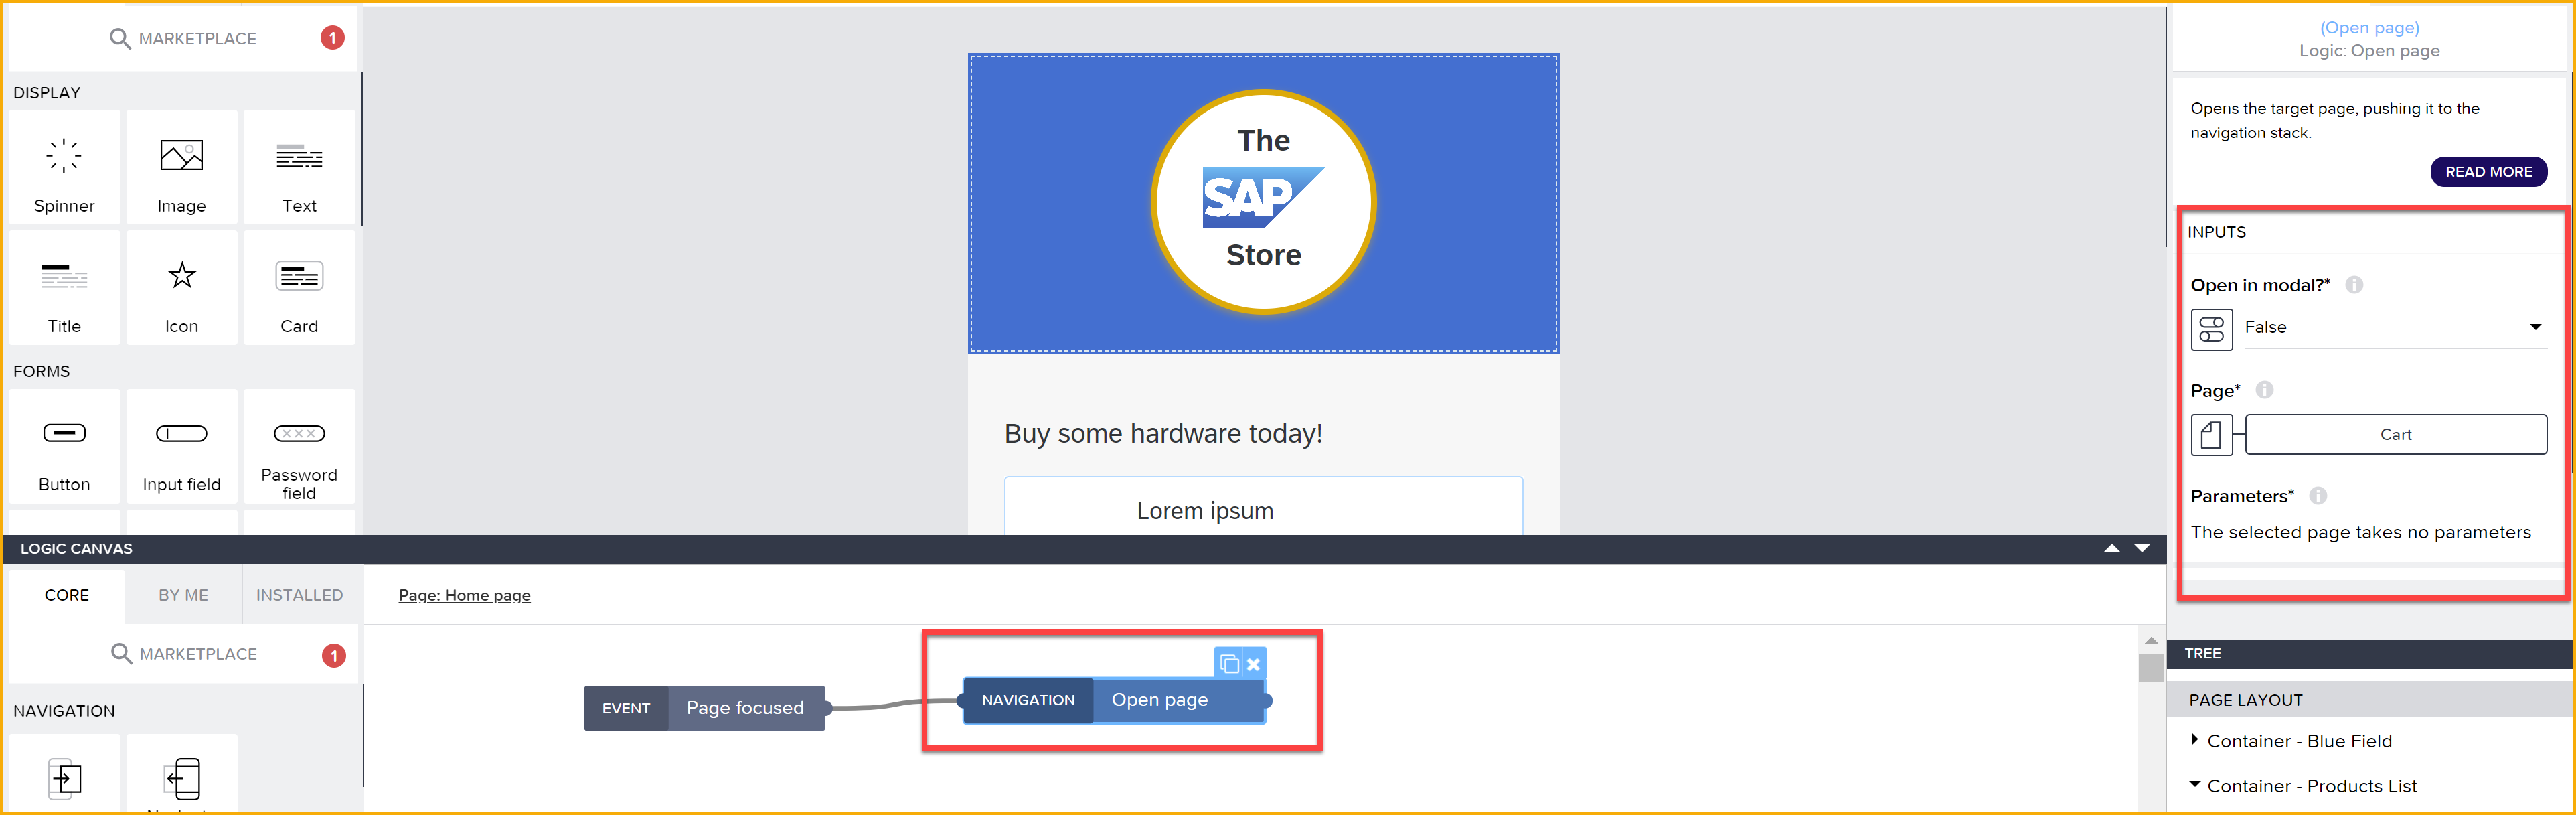 MARKETPLACE 1
DISPLAY
Spinner Image Text
Title Icon Card
FORMS
Button Input field Password
field
The
SAP
Store
Buy some hardware today!
Lorem ipsum
(Open page)
Logic: Open page
Opens the target page, pushing it to the
navigation stack.
READ MORE
INPUTS
Open in modal?* i
False
Page* i
Cart
Parameters* i
The selected page takes no parameters
LOGIC CANVAS
CORE BY ME INSTALLED
MARKETPLACE 1
NAVIGATION
Page: Home page
EVENT Page focused
NAVIGATION Open page
TREE
PAGE LAYOUT
Container - Blue Field
Container - Products List